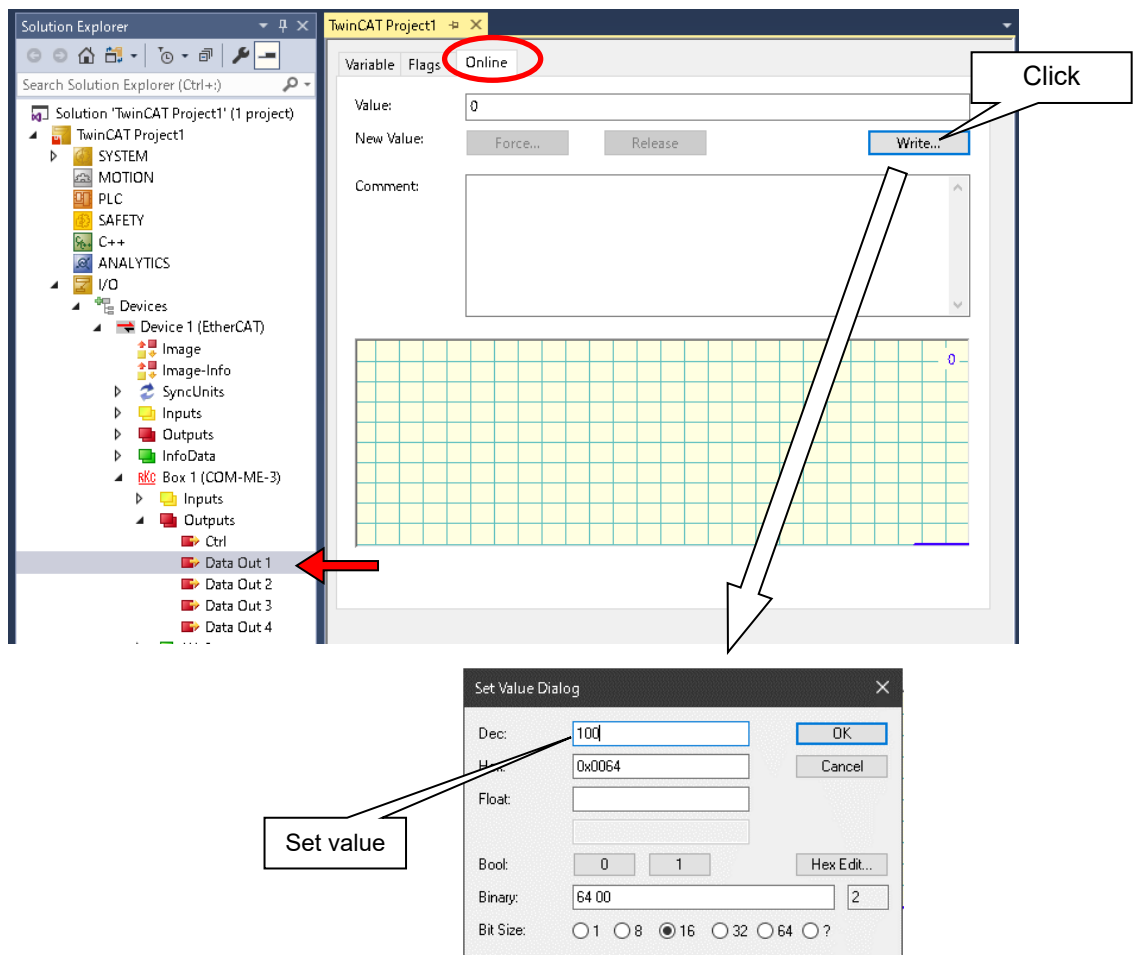 Solution Explorer
Search Solution Explorer (Ctrl+:)
Solution 'TwinCAT Project1' (1 project)
TwinCAT Project1
SYSTEM
MOTION
PLC
SAFETY
C++
ANALYTICS
I/O
Devices
Device 1 (EtherCAT)
Image
Image-Info
SyncUnits
Inputs
Outputs
InfoData
RKC Box 1 (COM-ME-3)
Inputs
Outputs
Ctrl
Data Out 1
Data Out 2
Data Out 3
Data Out 4
TwinCAT Project1
Variable Flags Online
Click
Value: 0
New Value: Force... Release Write...
Comment:
0
Set Value Dialog
Dec: 100 OK
0x0064 Cancel
Float:
Set value
Bool: 0 1 Hex Edit...
Binary: 64 00 2
Bit Size: 1 8 16 32 64 ?